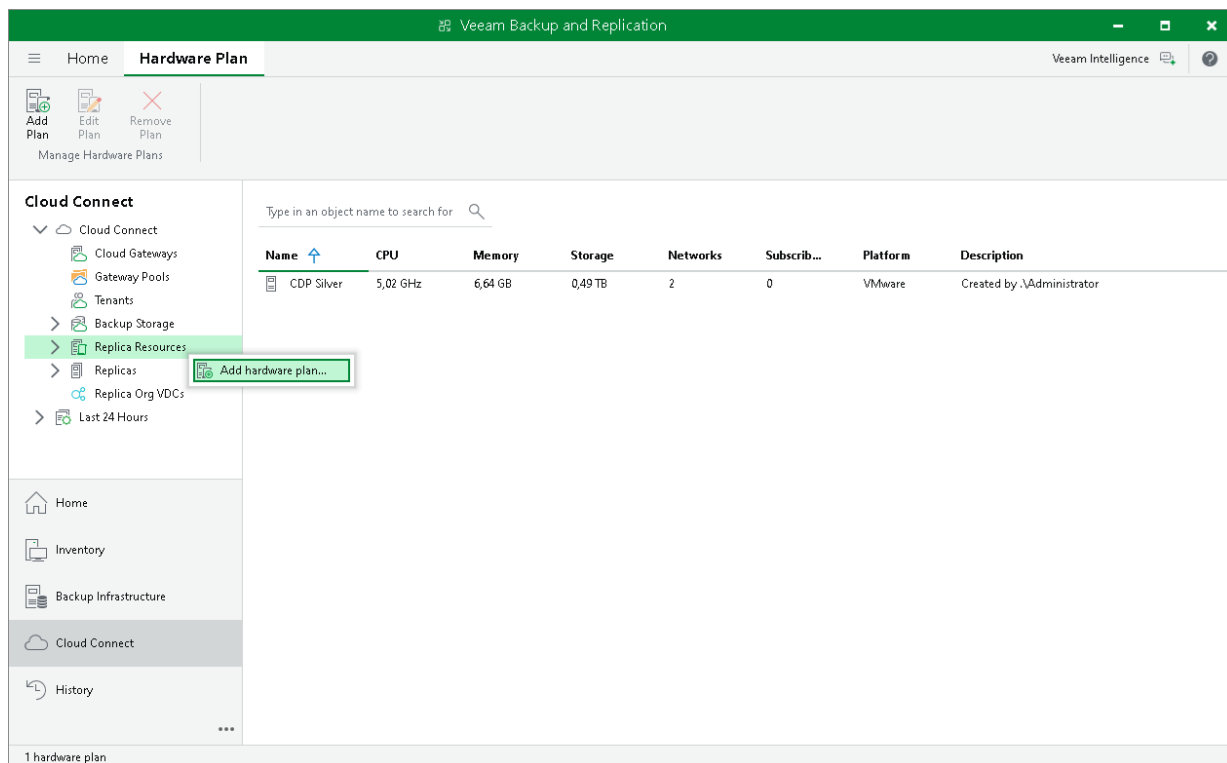 Veeam Backup and Replication
Home Hardware Plan Veeam Intelligence
Add Plan Edit Plan Remove Plan
Manage Hardware Plans
Cloud Connect
Cloud Connect
Cloud Gateways
Gateway Pools
Tenants
Backup Storage
Replica Resources
Replicas
Replica Org VDCs
Last 24 Hours
Add hardware plan...
Type in an object name to search for
Name CPU Memory Storage Networks Subscrib... Platform Description
CDP Silver 5,02 GHz 6,64 GB 0,49 TB 2 0 VMware Created by .\Administrator
Home
Inventory
Backup Infrastructure
Cloud Connect
History
1 hardware plan